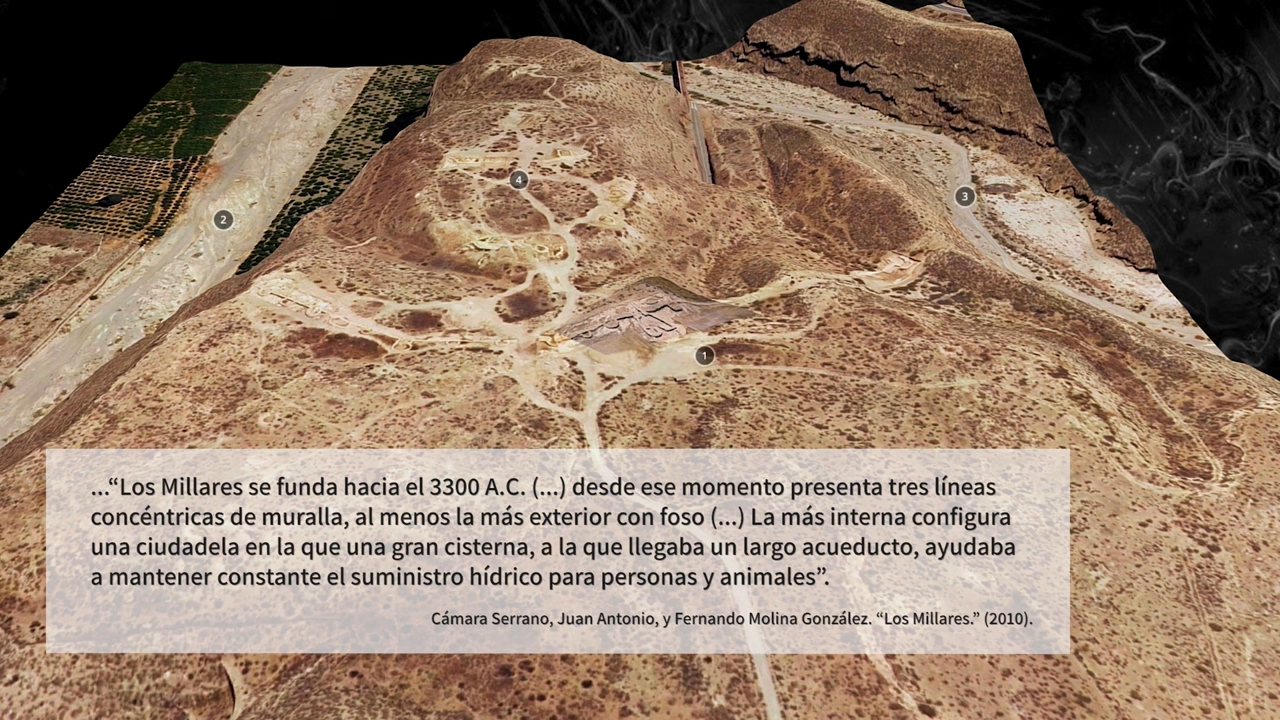 4
2
3
1
...“Los Millares se funda hacia el 3300 A.C. (...) desde ese momento presenta tres líneas
concéntricas de muralla, al menos la más exterior con foso (...) La más interna configura
una ciudadela en la que una gran cisterna, a la que llegaba un largo acueducto, ayudaba
a mantener constante el suministro hídrico para personas y animales”.
Cámara Serrano, Juan Antonio, y Fernando Molina González. “Los Millares.” (2010).